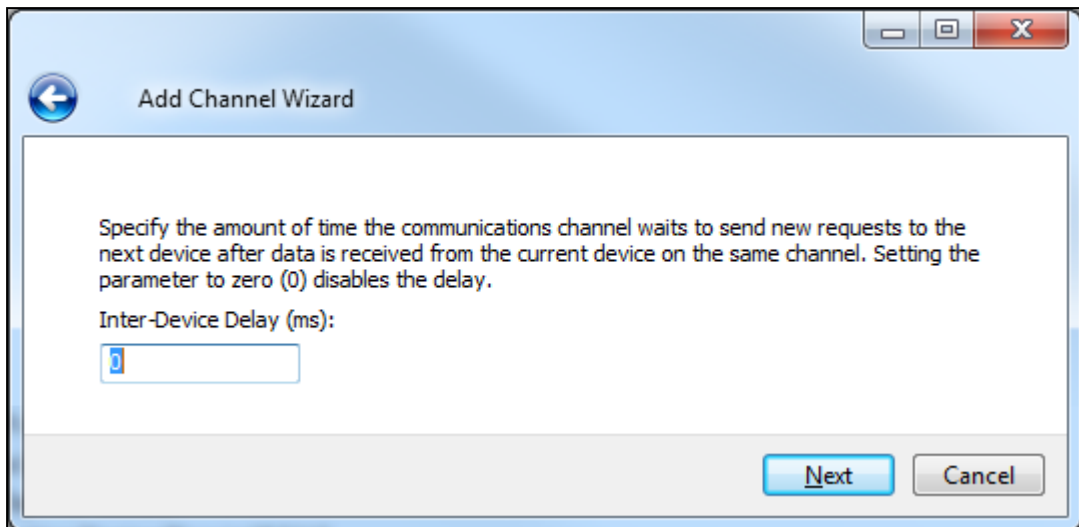 Add Channel Wizard
Specify the amount of time the communications channel waits to send new requests to the
next device after data is received from the current device on the same channel. Setting the
parameter to zero (0) disables the delay.
Inter-Device Delay (ms):
0
Next Cancel